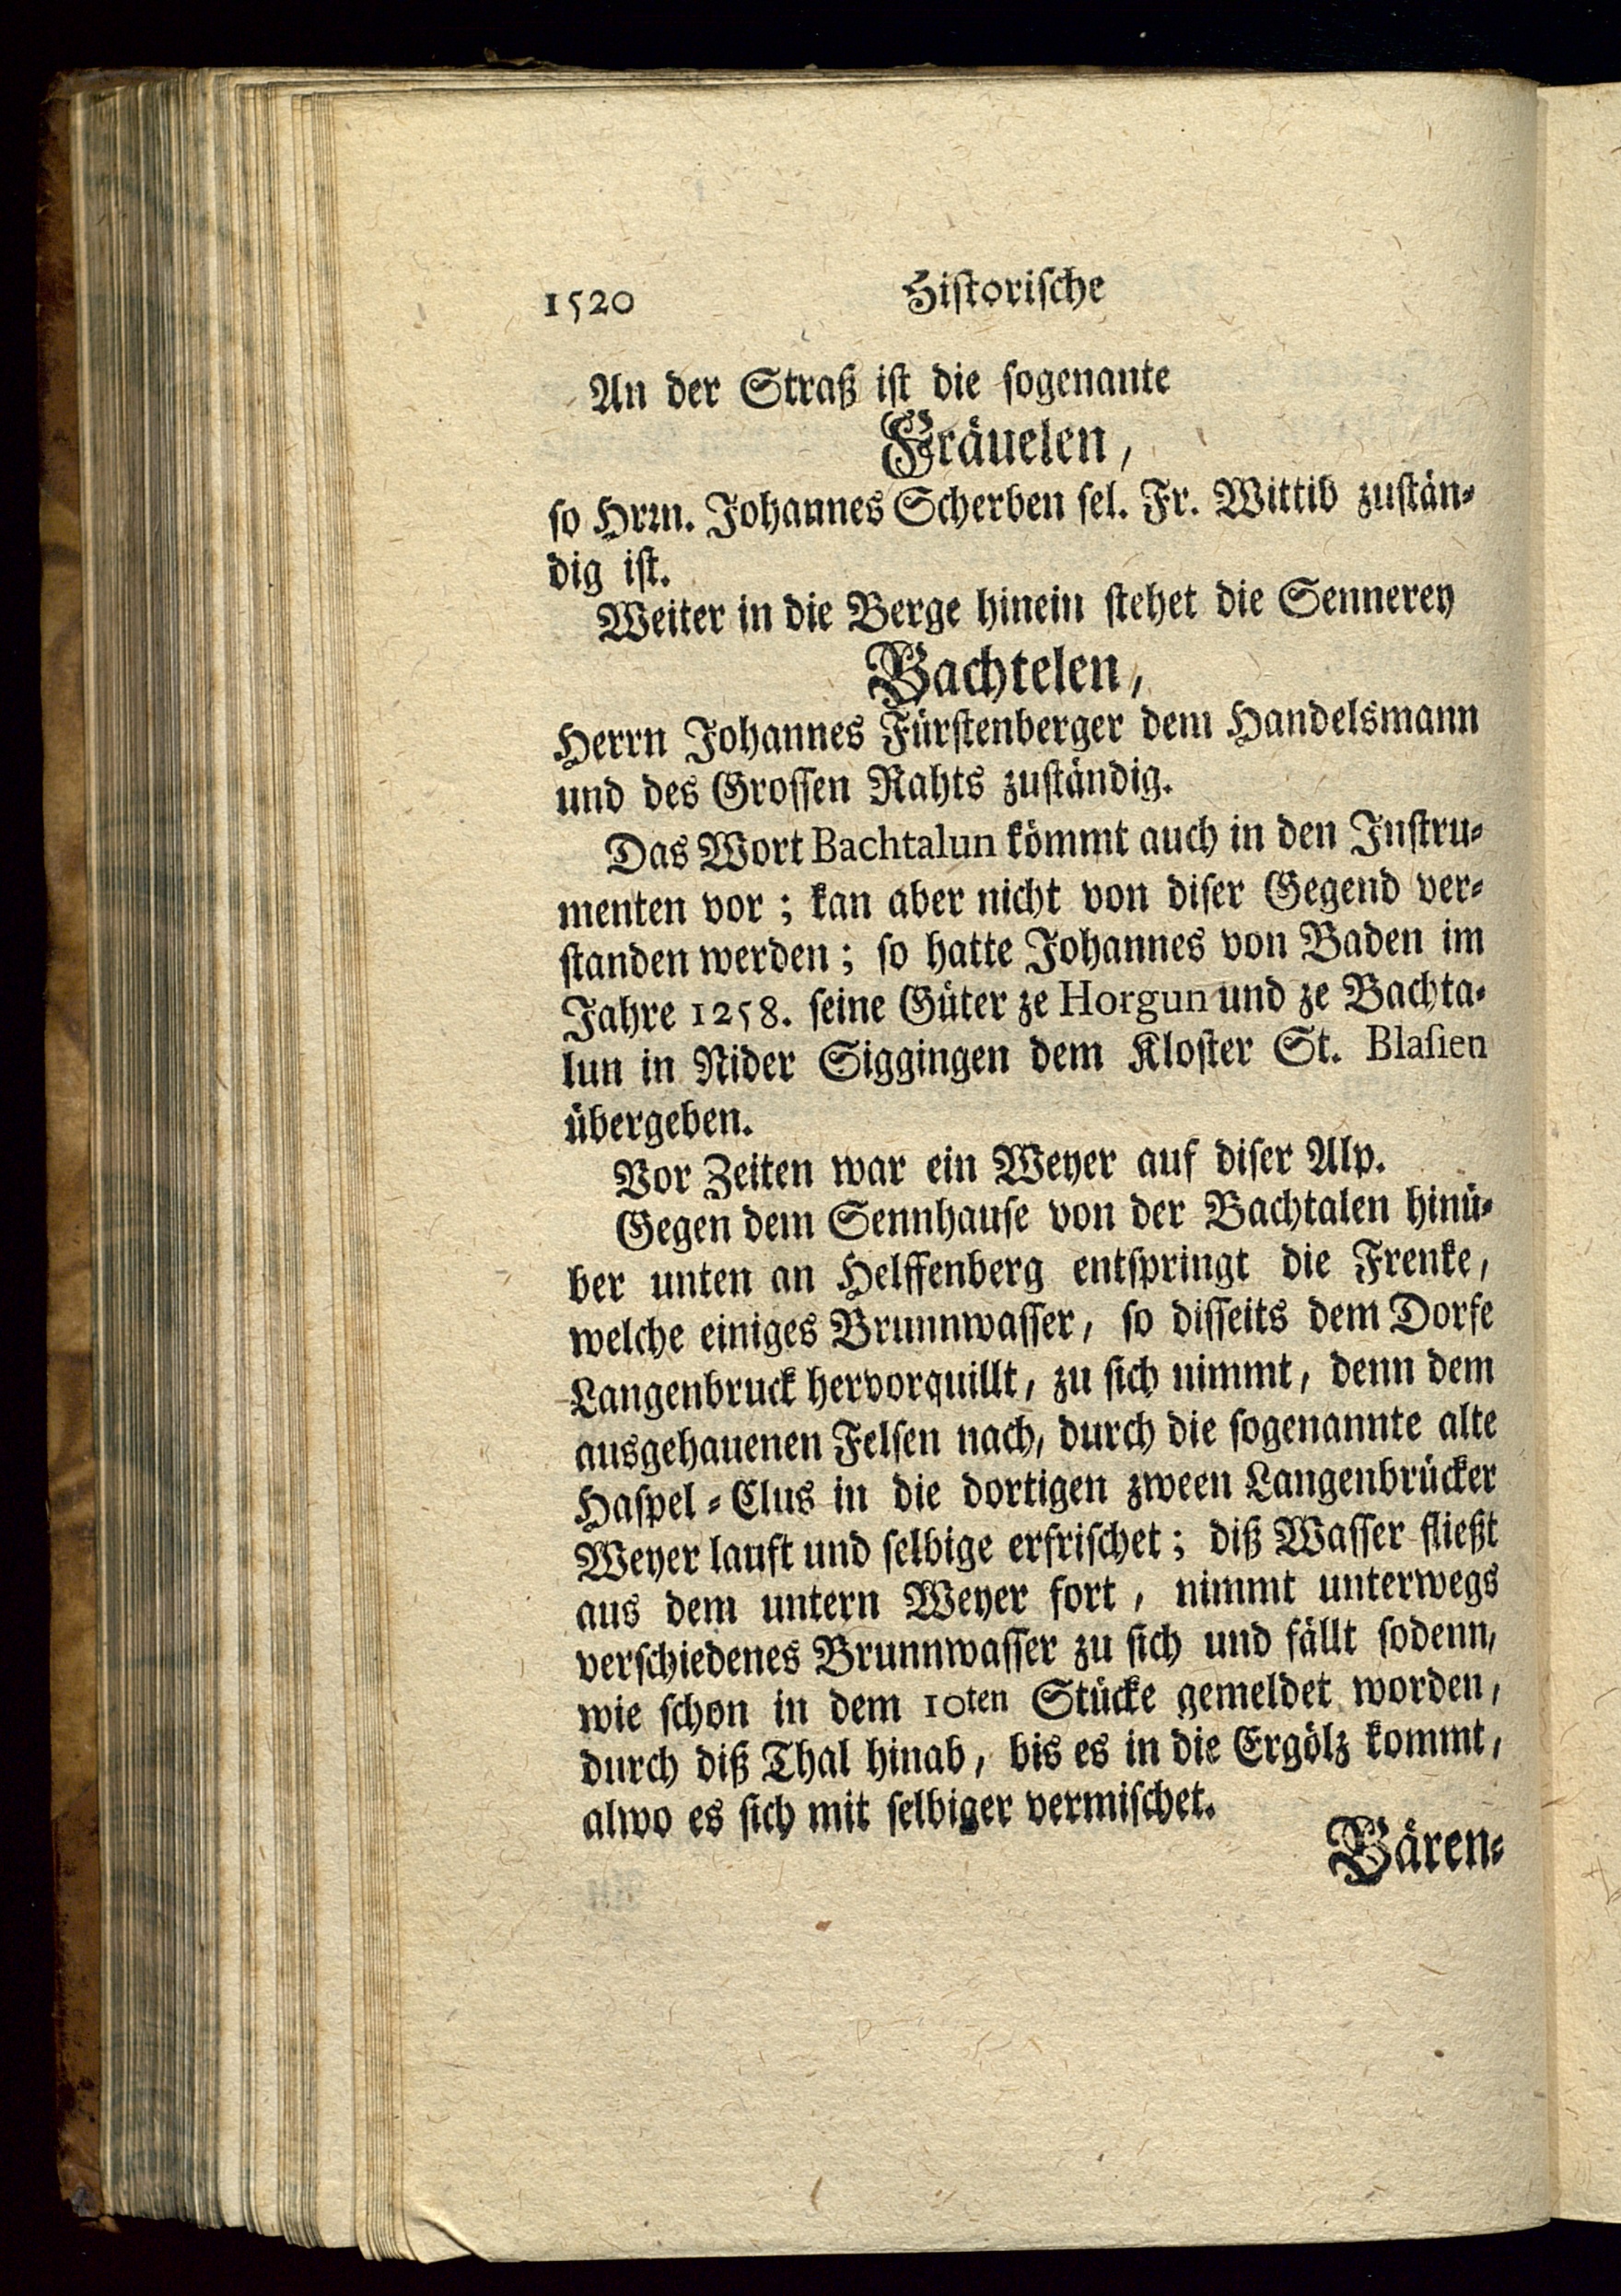 1520 Historische
An der Straß ist die sogenante
Fräuelen,
so Hrrn. Johannes Scherben sel. Fr. Wittib zustän-
dig ist.
Weiter in die Berge hinein stehet die Sennerey
Bachtelen,
Herrn Johannes Fürstenberger dem Handelsmann
und des Grossen Rahts zuständig.
Das Wort Bachtalun kömmt auch in den Instru-
menten vor; kan aber nicht von diser Gegend ver-
standen werden; so hatte Johannes von Baden im
Jahre 1258. seine Güter ze Horgun und ze Bachta-
lun in Nider Siggingen dem Kloster St. Blasien
übergeben.
Vor Zeiten war ein Weyer auf diser Alp.
Gegen dem Sennhause von der Bachtalen hinü-
ber unten an Helffenberg entspringt die Frenke,
welche einiges Brunnwasser, so disseits dem Dorfe
Langenbruck hervorquillt, zu sich nimmt, denn dem
ausgehauenen Felsen nach, durch die sogenannte alte
Haspel-Clus in die dortigen zween Langenbrücker
Weyer lauft und selbige erfrischet; diß Wasser fließt
aus dem untern Weyer fort, nimmt unterwegs
verschiedenes Brunnwasser zu sich und fällt sodenn,
wie schon in dem 10ten Stücke gemeldet worden,
durch diß Thal hinab, bis es in die Ergölz kommt,
alwo es sich mit selbiger vermischet.
Bären-